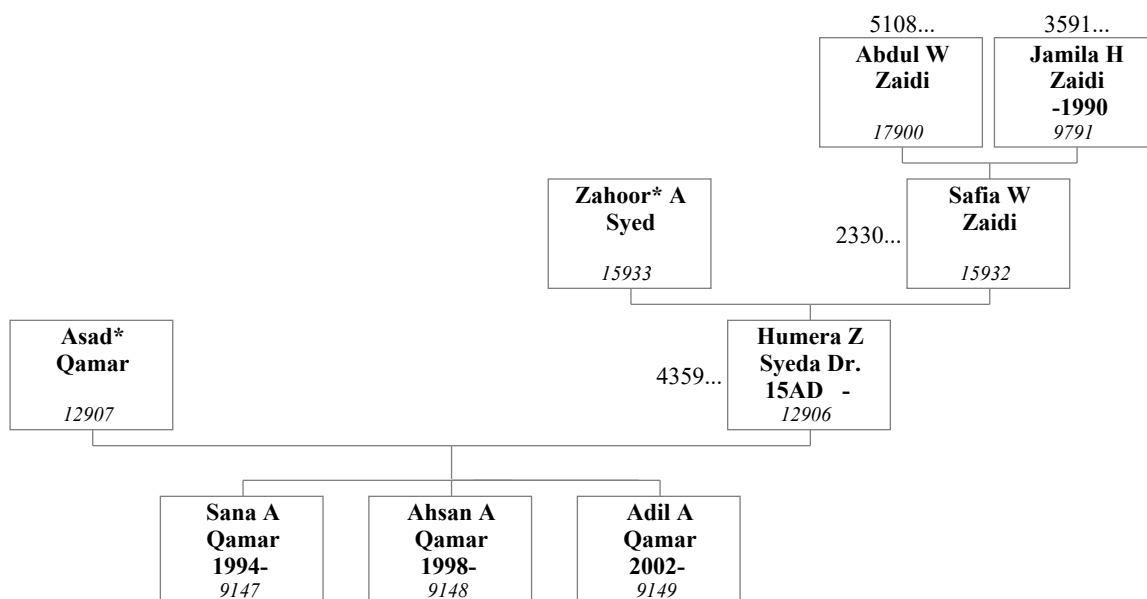 5108...
3591...
Abdul W
Zaidi
17900
Jamila H
Zaidi
-1990
9791
Zahoor* A
Syed
15933
2330...
Safia W
Zaidi
15932
Asad*
Qamar
12907
4359...
Humera Z
Syeda Dr.
15AD -
12906
Sana A
Qamar
1994-
9147
Ahsan A
Qamar
1998-
9148
Adil A
Qamar
2002-
9149